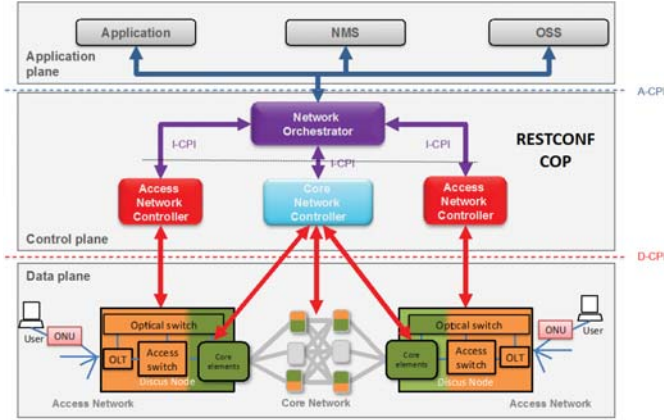 Application
NMS
OSS
Application
plane
A-CPI
Network
Orchestrator
I-CPI
I-CPI
I-CPI
RESTCONF
COP
Access
Network
Controller
Core
Network
Controller
Access
Network
Controller
Control plane
D-CPI
Data plane
User
ONU
Optical switch
OLT
Access
switch
Core
elements
Discus Node
Optical switch
Core
elements
Access
switch
OLT
Discus Node
ONU
User
Access Network
Core Network
Access Network